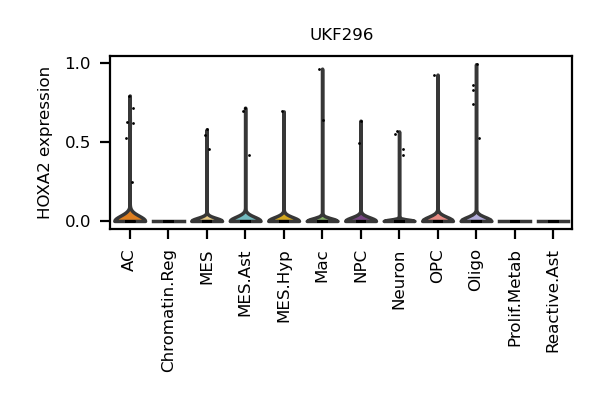 UKF296
HOXA2 expression
1.0
0.5
0.0
AC
Chromatin.Reg
MES
MES.Ast
MES.Hyp
Mac
NPC
Neuron
OPC
Oligo
Prolif.Metab
Reactive.Ast